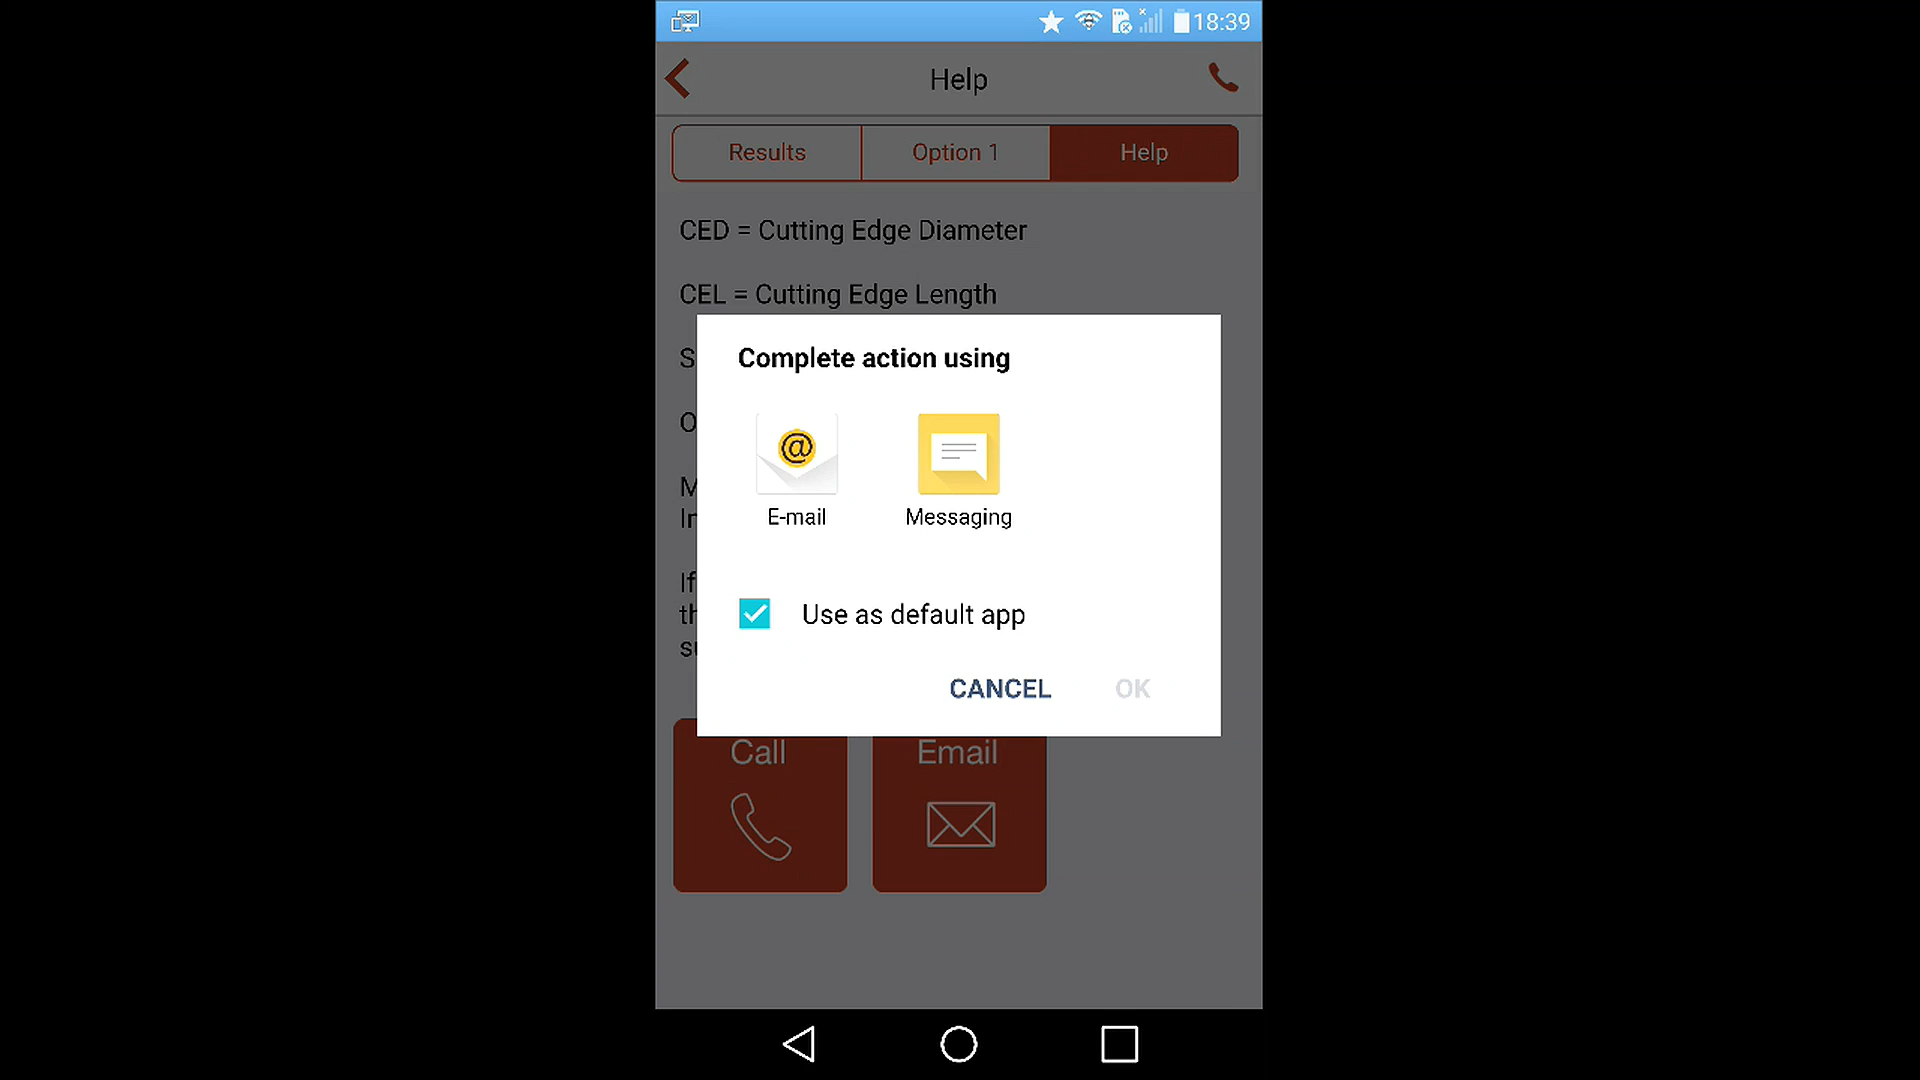 18:39
Help
Results
Option 1
Help
CED = Cutting Edge Diameter
CEL = Cutting Edge Length
Complete action using
E-mail
Messaging
Use as default app
CANCEL
OK
Call
Email